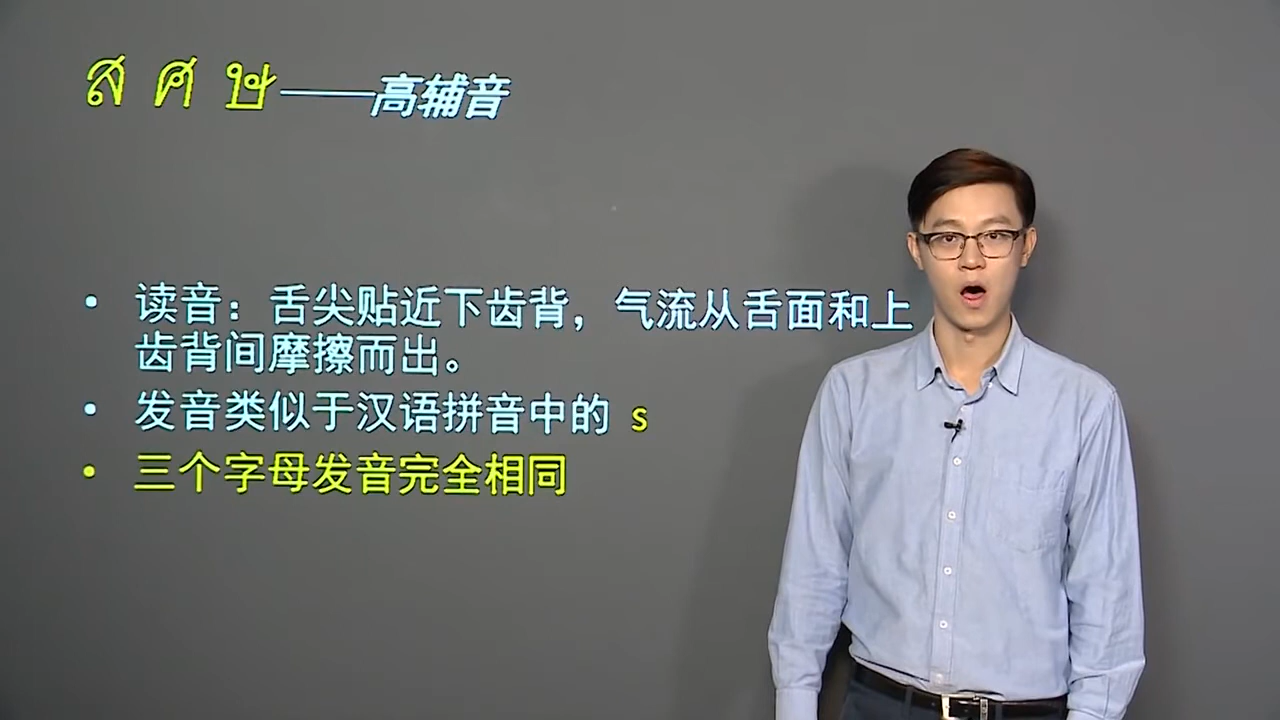 ส ศ ษ——高辅音
• 读音：舌尖贴近下齿背，气流从舌面和上
齿背间摩擦而出。
• 发音类似于汉语拼音中的 s
• 三个字母发音完全相同